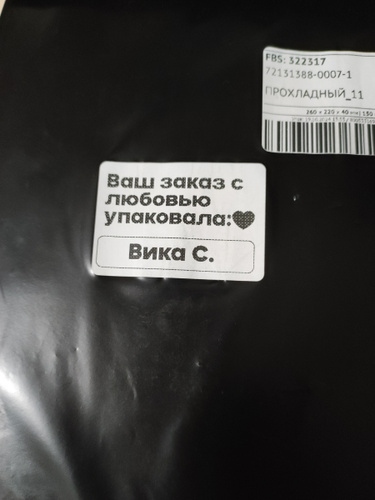 FBS: 322317
72131388-0007-1
ПРОХЛАДНЫЙ_11
Ваш заказ с
любовью
упаковала:
Вика С.